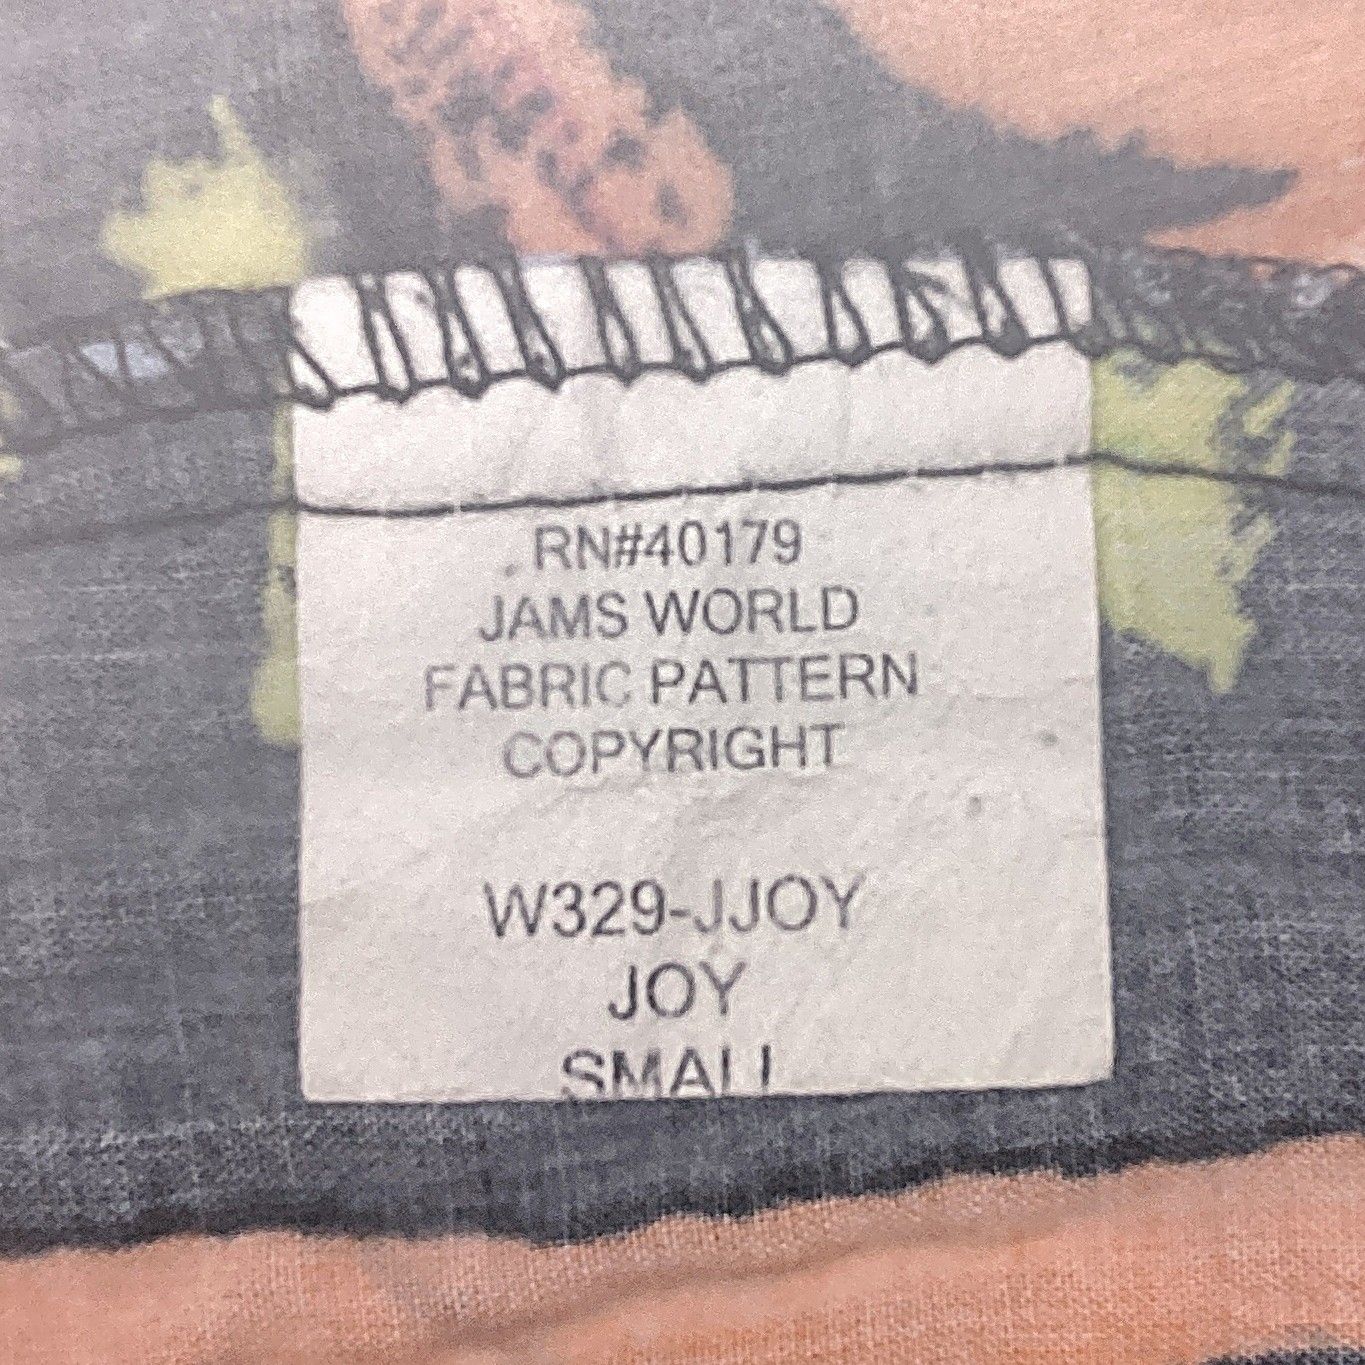 RN#40179
JAMS WORLD
FABRIC PATTERN
COPYRIGHT
W329-JJOY
JOY
SMALL